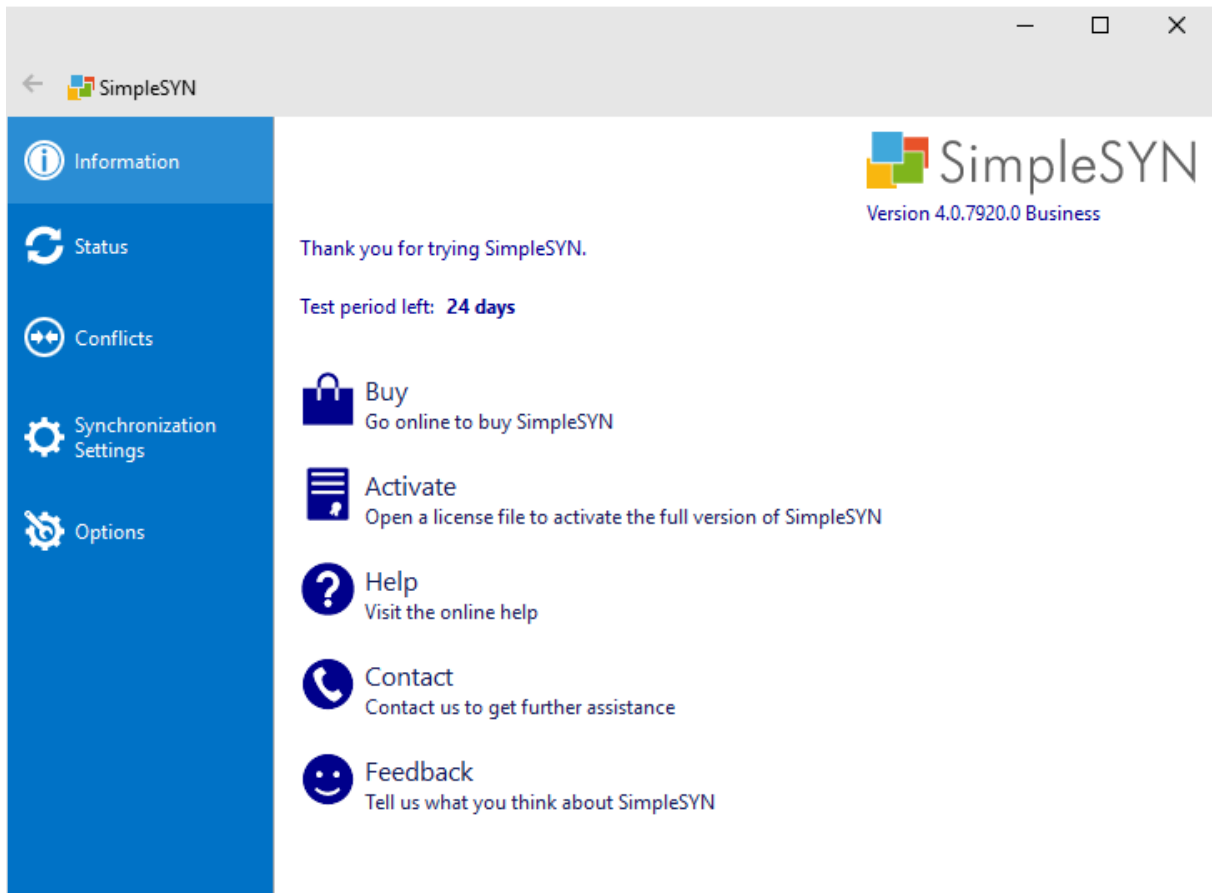 SimpleSYN
Information
Status
Conflicts
Synchronization
Settings
Options
SimpleSYN
Version 4.0.7920.0 Business
Thank you for trying SimpleSYN.
Test period left: 24 days
Buy
Go online to buy SimpleSYN
Activate
Open a license file to activate the full version of SimpleSYN
Help
Visit the online help
Contact
Contact us to get further assistance
Feedback
Tell us what you think about SimpleSYN